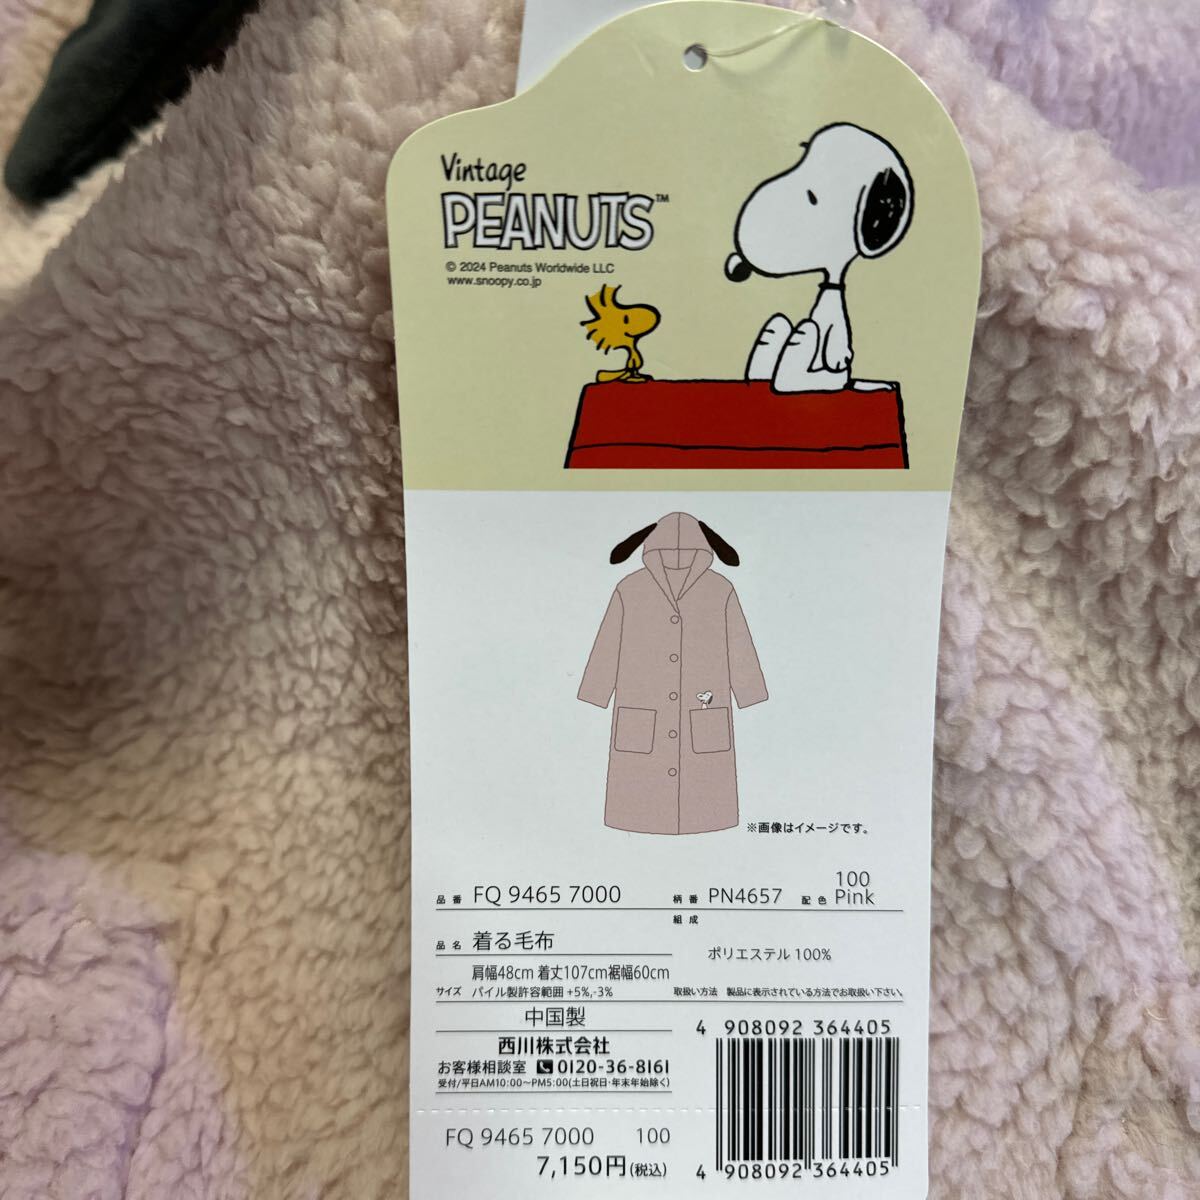 Vintage
PEANUTS™
© 2024 Peanuts Worldwide LLC
www.snoopy.co.jp
※画像はイメージです。
品番 FQ 9465 7000
柄番 PN4657 配色 100 Pink
組成
ポリエステル 100%
品名 着る毛布
肩幅48cm 着丈107cm裾幅60cm
サイズ パイル製許容範囲 +5%,-3%
取扱い方法 製品に表示されている方法でお取扱い下さい。
中国製
西川株式会社
お客様相談室 0120-36-8161
受付/平日AM10:00〜PM5:00(土日祝日・年末年始除く)
4 908092 364405
FQ 9465 7000 100
7,150円(税込)
4 908092 364405